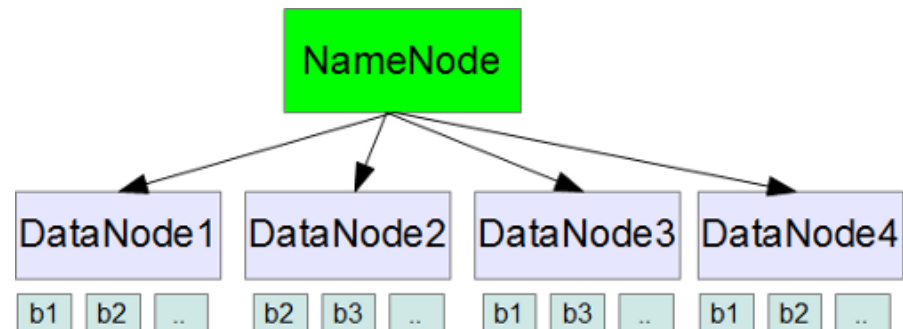 NameNode
DataNode1 DataNode2 DataNode3 DataNode4
b1 b2 .. b2 b3 .. b1 b3 .. b1 b2 ..